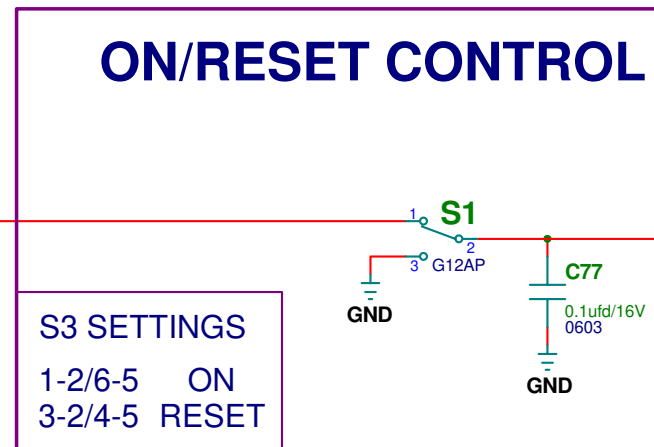 ON/RESET CONTROL
S1
1
2
3
G12AP
GND
C77
0.1ufd/16V
0603
GND
S3 SETTINGS
1-2/6-5 ON
3-2/4-5 RESET